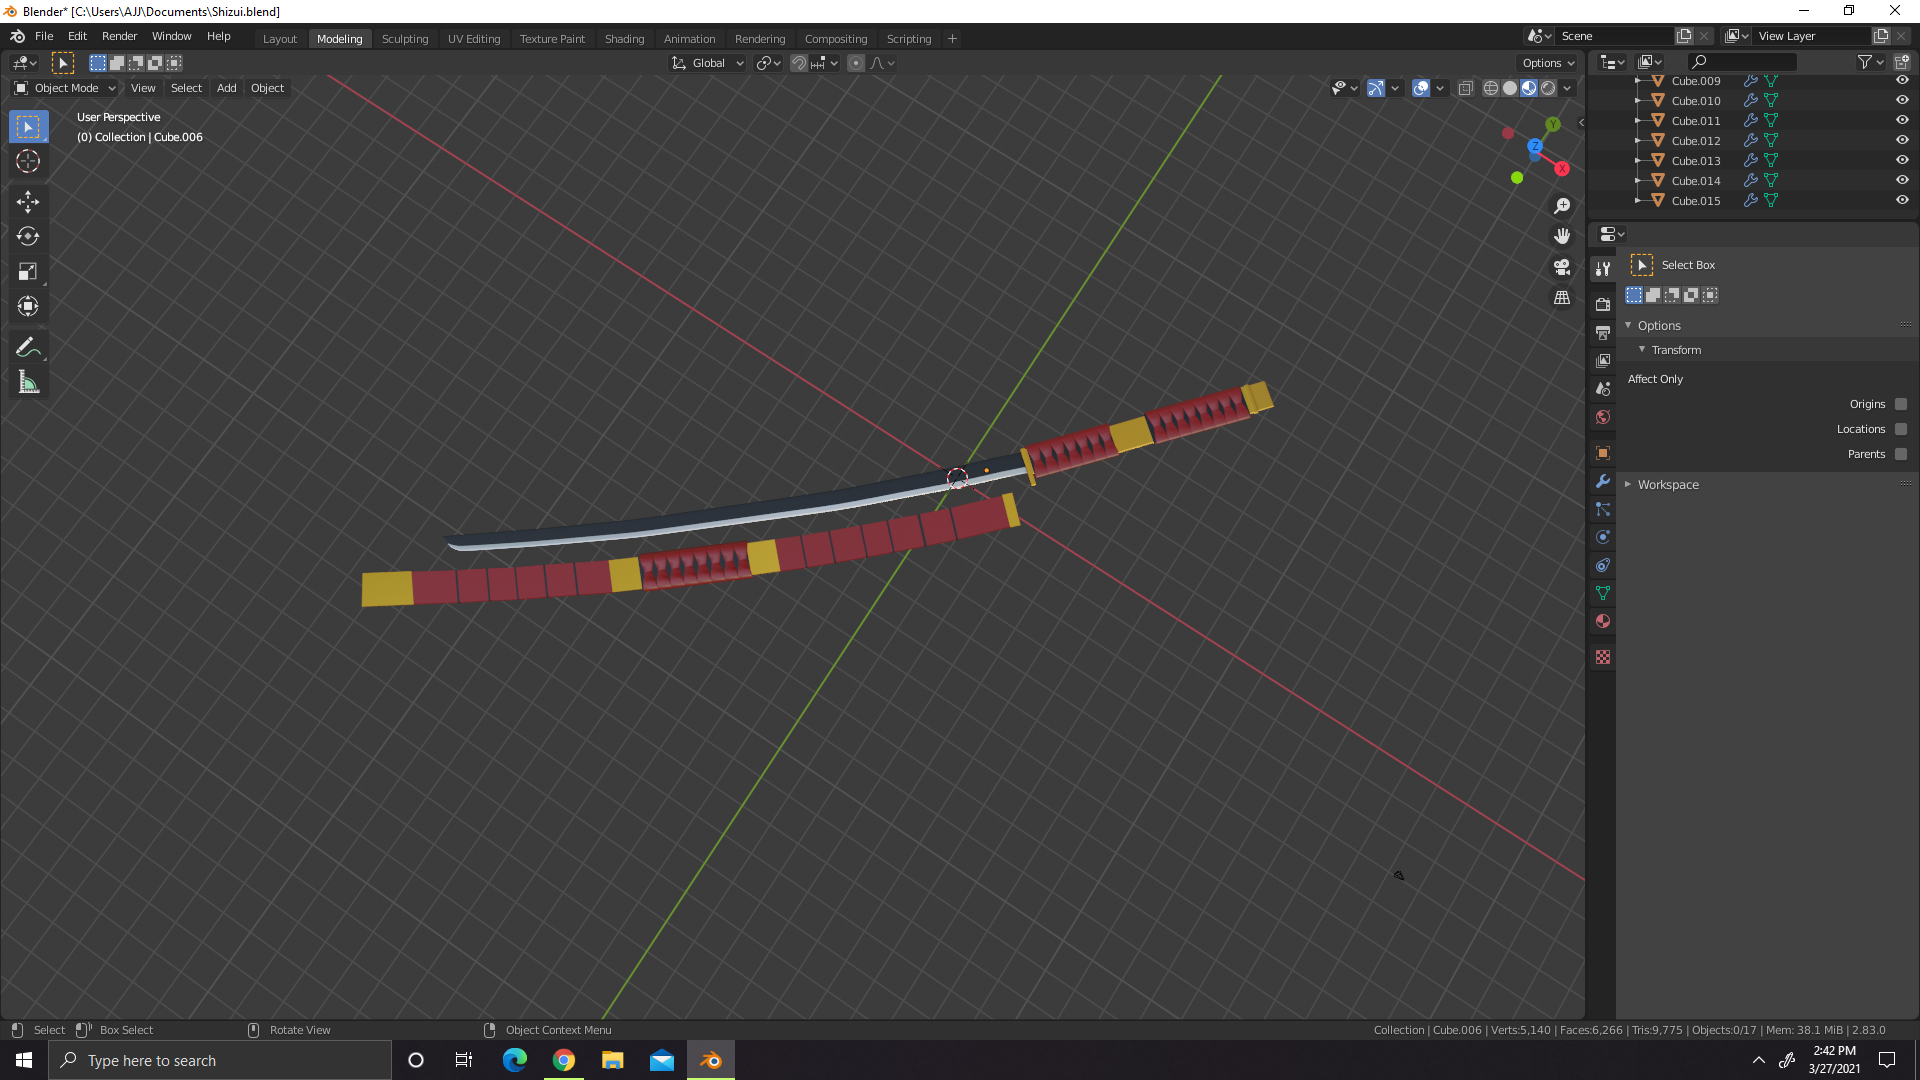 Blender* [C:\Users\AJJ\Documents\Shizui.blend]
File Edit Render Window Help Layout Modeling Sculpting UV Editing Texture Paint Shading Animation Rendering Compositing Scripting + Scene View Layer
Global Options
Object Mode View Select Add Object
User Perspective
(0) Collection | Cube.006
Y
Z
X
Cube.009
Cube.010
Cube.011
Cube.012
Cube.013
Cube.014
Cube.015
Select Box
Options
Transform
Affect Only
Origins
Locations
Parents
Workspace
Select Box Select Rotate View Object Context Menu Collection | Cube.006 | Verts:5,140 | Faces:6,266 | Tris:9,775 | Objects:0/17 | Mem: 38.1 MiB | 2.83.0
Type here to search
2:42 PM
3/27/2021